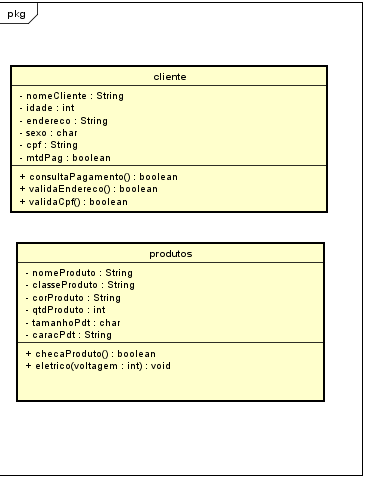 pkg
cliente
- nomeCliente : String
- idade : int
- endereco : String
- sexo : char
- cpf : String
- mtdPag : boolean
+ consultaPagamento() : boolean
+ validaEndereco() : boolean
+ validaCpf() : boolean
produtos
- nomeProduto : String
- classeProduto : String
- corProduto : String
- qtdProduto : int
- tamanhoPdt : char
- caracPdt : String
+ checaProduto() : boolean
+ eletrico(voltagem : int) : void